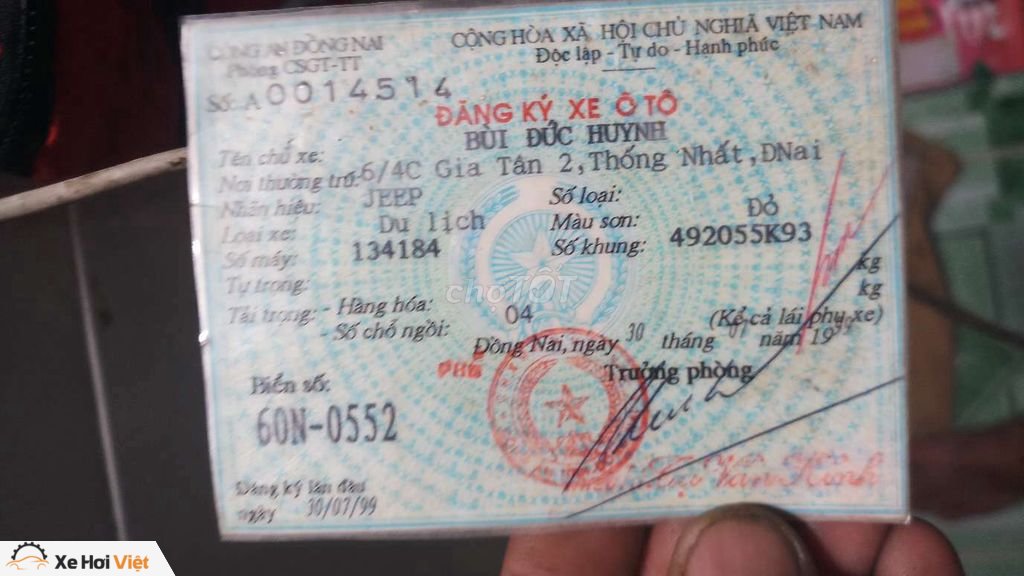 CÔNG AN ĐỒNG NAI
Phòng CSGT-TT
Số: A 0014514
CỘNG HÒA XÃ HỘI CHỦ NGHĨA VIỆT NAM
Độc lập - Tự do - Hạnh phúc
ĐĂNG KÝ XE Ô TÔ
Tên chủ xe: BÙI ĐỨC HUYNH
Nơi thường trú: 6/4C Gia Tân 2, Thống Nhất, ĐNai
Nhãn hiệu: JEEP Số loại:
Loại xe: Du lịch Màu sơn: Đỏ
Số máy: 134184 Số khung: 492055K93
Tự trọng: kg
Tải trọng: - Hàng hóa: kg
- Số chỗ ngồi: 04 (Kể cả lái phụ xe)
Đồng Nai, ngày 30 tháng năm 19
Trưởng phòng
Biển số:
60N-0552
Đăng ký lần đầu
ngày 30/07/99
choTỐT
Xe Hơi Việt